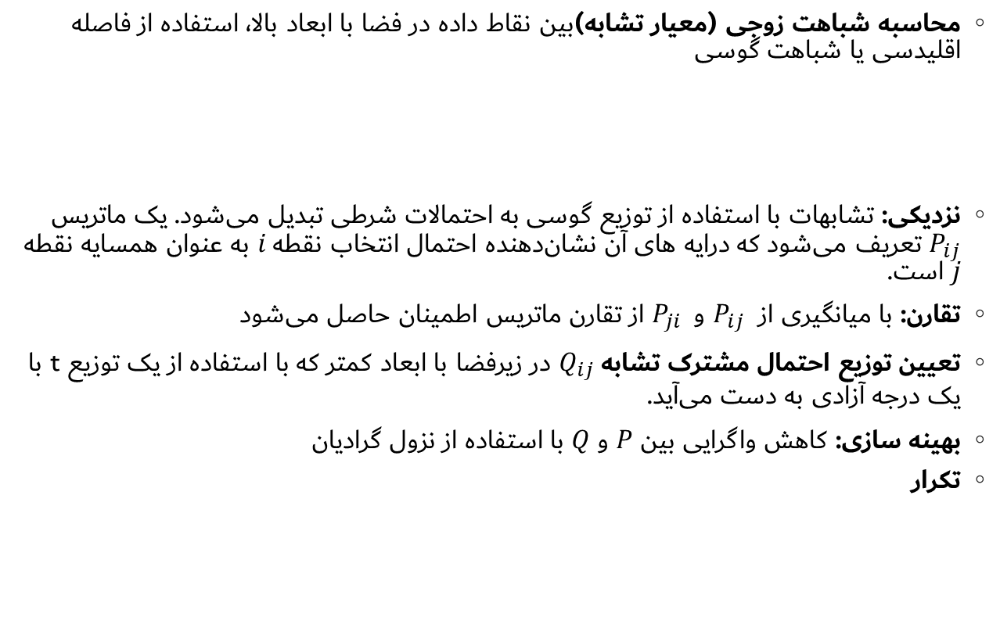 ◦ محاسبه شباهت زوجی (معیار تشابه)بین نقاط داده در فضا با ابعاد بالا، استفاده از فاصله
اقلیدسی یا شباهت گوسی
◦ نزدیکی: تشابهات با استفاده از توزیع گوسی به احتمالات شرطی تبدیل می‌شود. یک ماتریس
P_{ij} تعریف می‌شود که درایه های آن نشان‌دهنده احتمال انتخاب نقطه i به عنوان همسایه نقطه
j است.
◦ تقارن: با میانگیری از P_{ij} و P_{ji} از تقارن ماتریس اطمینان حاصل می‌شود
◦ تعیین توزیع احتمال مشترک تشابه Q_{ij} در زیرفضا با ابعاد کمتر که با استفاده از یک توزیع t با
یک درجه آزادی به دست می‌آید.
◦ بهینه سازی: کاهش واگرایی بین P و Q با استفاده از نزول گرادیان
◦ تکرار